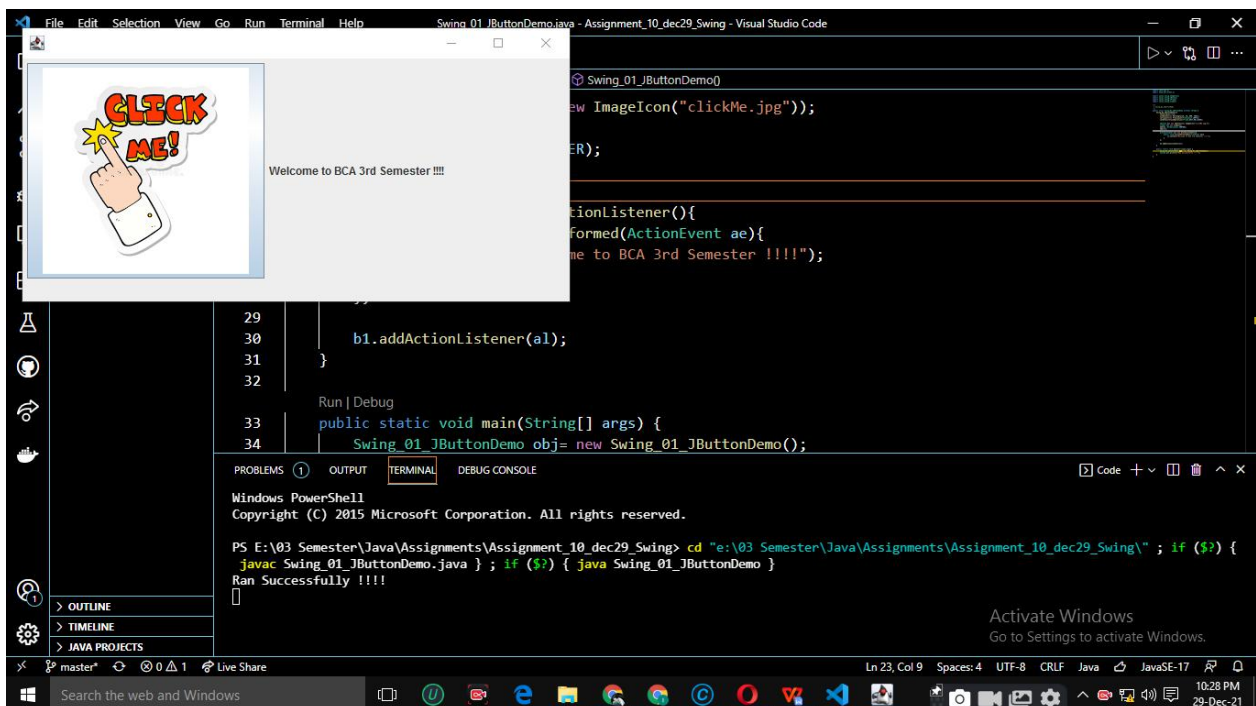 File Edit Selection View Go Run Terminal Help Swing_01_JButtonDemo.java - Assignment_10_dec29_Swing - Visual Studio Code
Swing_01_JButtonDemo()
CLICK
ME!
Welcome to BCA 3rd Semester !!!!
ew ImageIcon("clickMe.jpg"));
ER);
tionListener(){
formed(ActionEvent ae){
me to BCA 3rd Semester !!!!");
29
30 b1.addActionListener(al);
31 }
32
Run | Debug
33 public static void main(String[] args) {
34 Swing_01_JButtonDemo obj= new Swing_01_JButtonDemo();
PROBLEMS 1 OUTPUT TERMINAL DEBUG CONSOLE Code
Windows PowerShell
Copyright (C) 2015 Microsoft Corporation. All rights reserved.
PS E:\03 Semester\Java\Assignments\Assignment_10_dec29_Swing> cd "e:\03 Semester\Java\Assignments\Assignment_10_dec29_Swing\" ; if ($?) {
javac Swing_01_JButtonDemo.java } ; if ($?) { java Swing_01_JButtonDemo }
Ran Successfully !!!!
1
> OUTLINE
> TIMELINE
> JAVA PROJECTS
Activate Windows
Go to Settings to activate Windows.
master* 0 1 Live Share Ln 23, Col 9 Spaces: 4 UTF-8 CRLF Java JavaSE-17
Search the web and Windows
10:28 PM
29-Dec-21